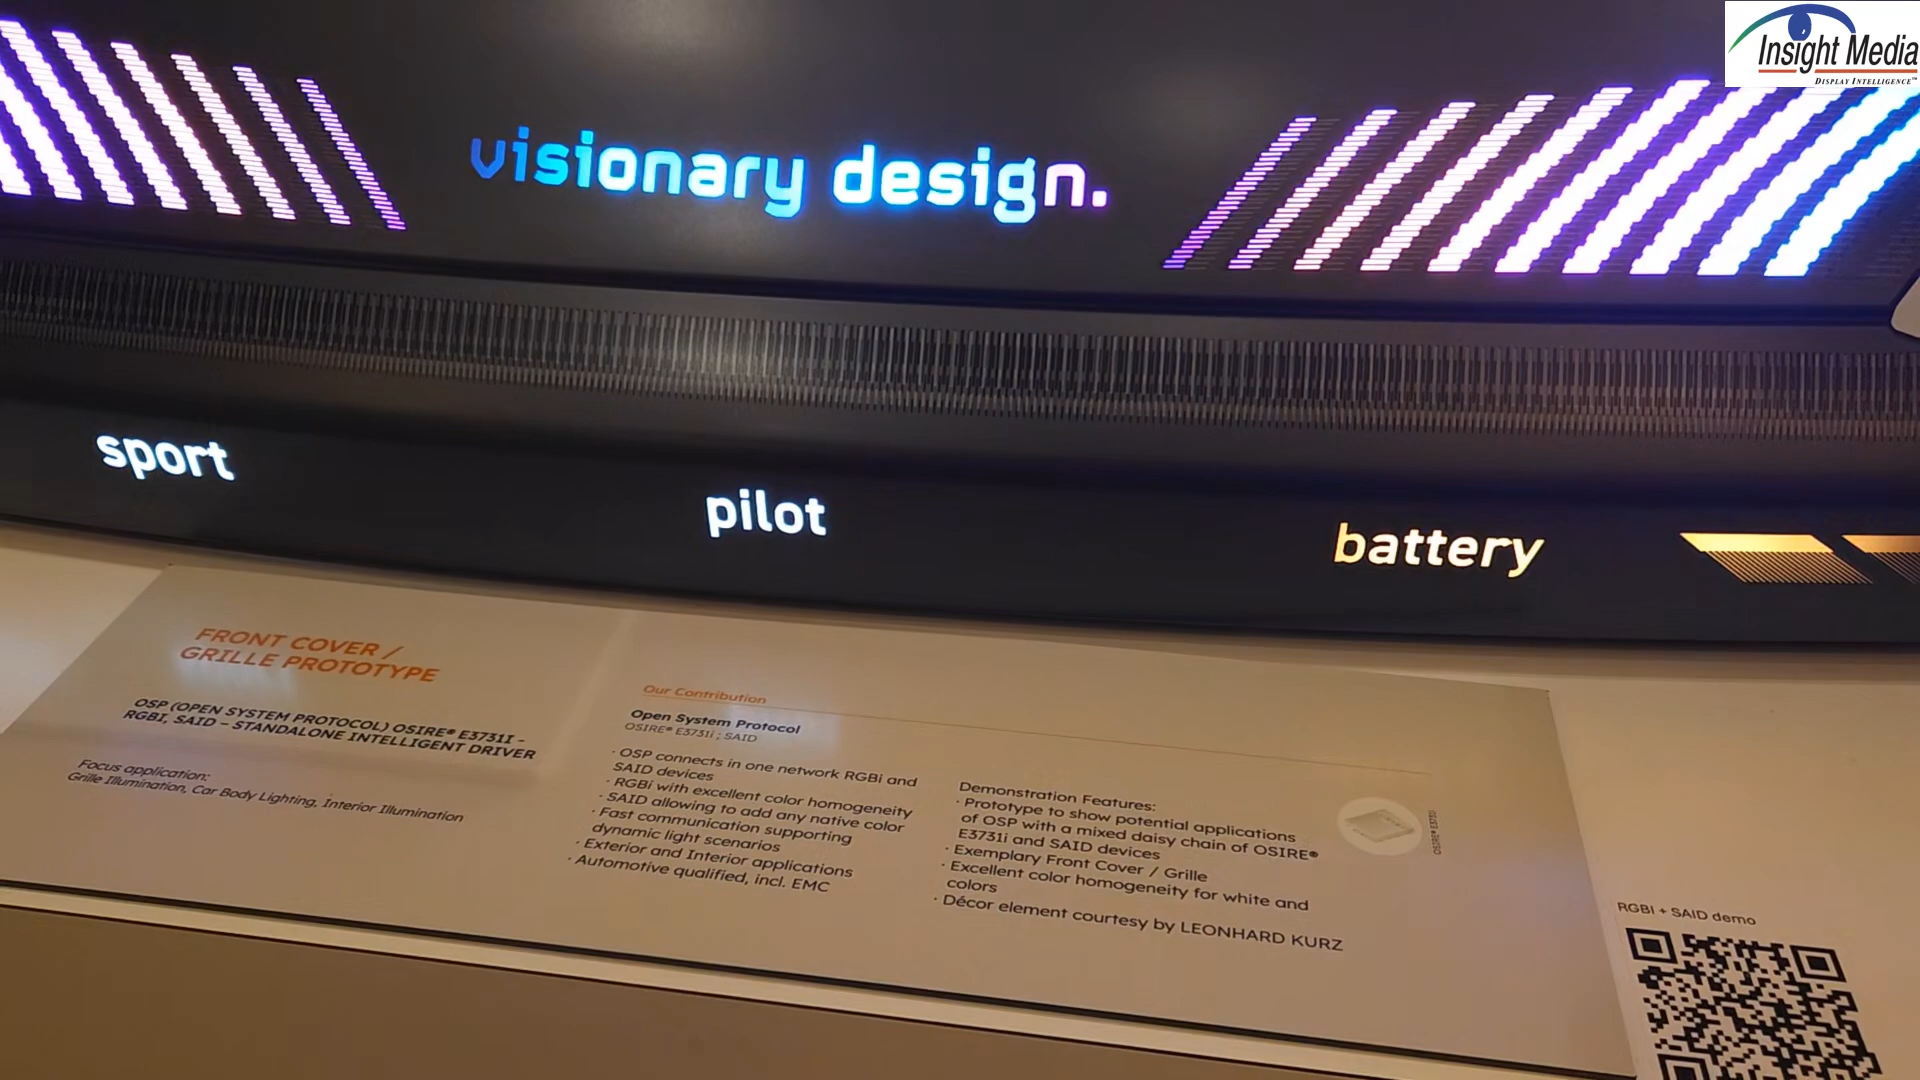 Insight Media
DISPLAY INTELLIGENCE™
visionary design.
sport
pilot
battery
FRONT COVER /
GRILLE PROTOTYPE
OSP (OPEN SYSTEM PROTOCOL) OSIRE® E3731I –
RGBI, SAID – STANDALONE INTELLIGENT DRIVER
Focus application:
Grille Illumination, Car Body Lighting, Interior Illumination
Our Contribution
Open System Protocol
OSIRE® E3731i ; SAID
· OSP connects in one network RGBi and
SAID devices
· RGBi with excellent color homogeneity
· SAID allowing to add any native color
· Fast communication supporting
dynamic light scenarios
· Exterior and Interior applications
· Automotive qualified, incl. EMC
Demonstration Features:
· Prototype to show potential applications
of OSP with a mixed daisy chain of OSIRE®
E3731i and SAID devices
· Exemplary Front Cover / Grille
· Excellent color homogeneity for white and
colors
· Décor element courtesy by LEONHARD KURZ
OSIRE® E3731i
RGBI + SAID demo